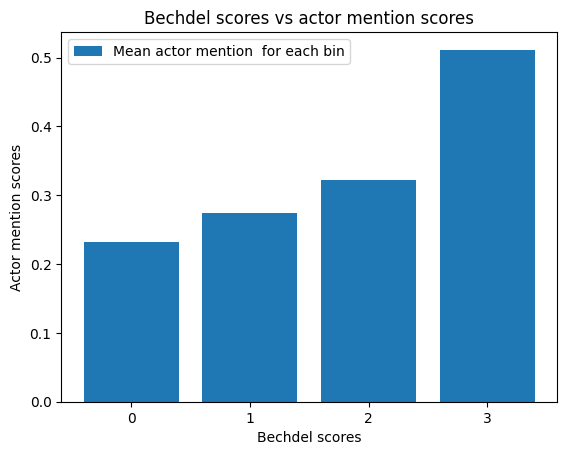 Bechdel scores vs actor mention scores
Mean actor mention  for each bin
Actor mention scores
0.5
0.4
0.3
0.2
0.1
0.0
0 1 2 3
Bechdel scores